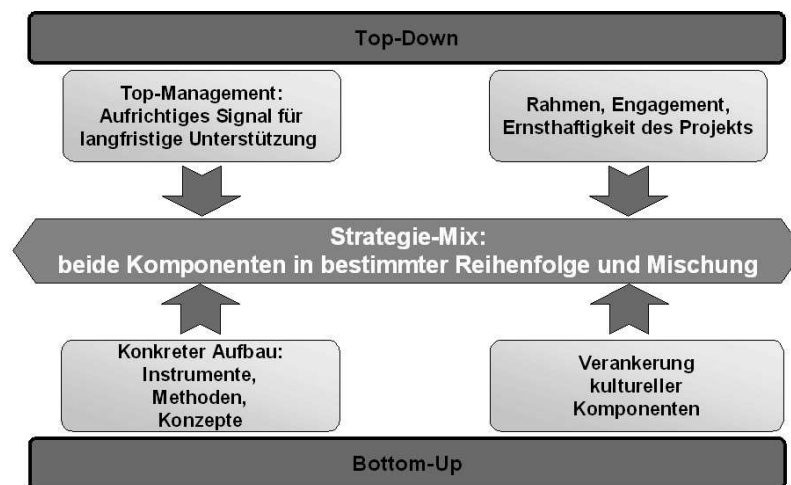 Top-Down
Top-Management:
Aufrichtiges Signal für
langfristige Unterstützung
Rahmen, Engagement,
Ernsthaftigkeit des Projekts
Strategie-Mix:
beide Komponenten in bestimmter Reihenfolge und Mischung
Konkreter Aufbau:
Instrumente,
Methoden,
Konzepte
Verankerung
kultureller
Komponenten
Bottom-Up